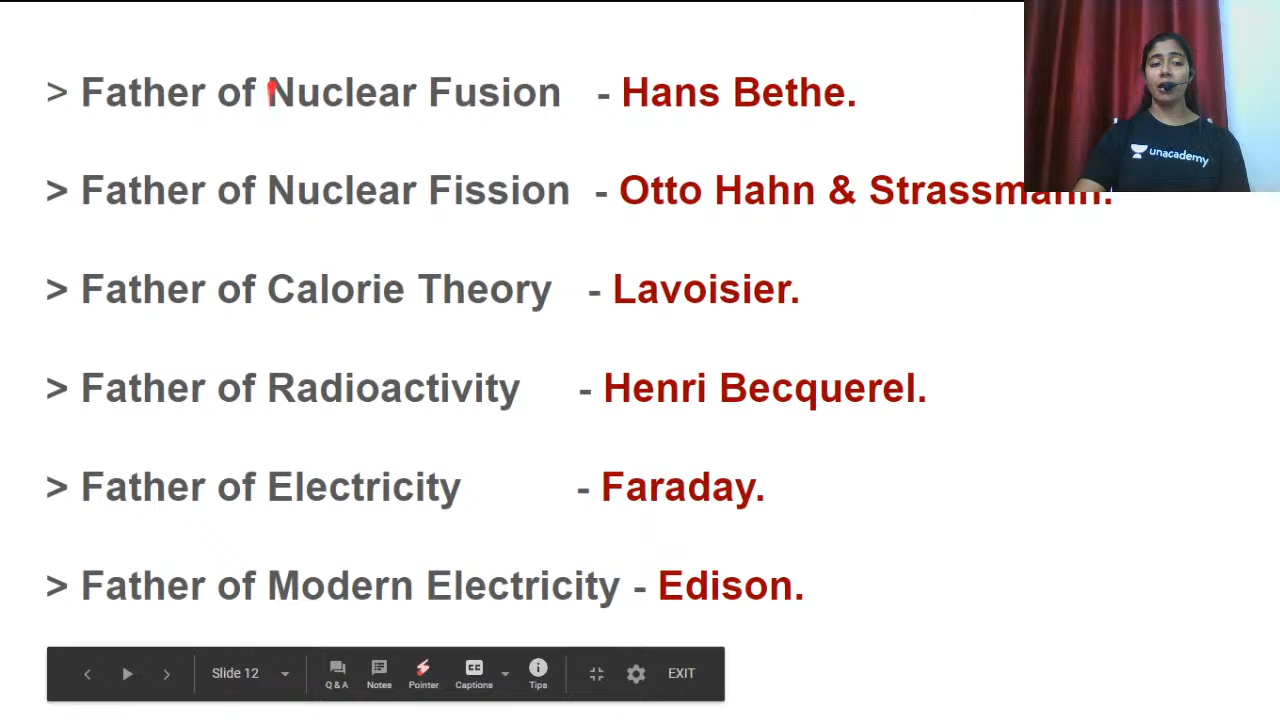 > Father of Nuclear Fusion - Hans Bethe.
unacademy
> Father of Nuclear Fission - Otto Hahn & Strassmann.
> Father of Calorie Theory - Lavoisier.
> Father of Radioactivity - Henri Becquerel.
> Father of Electricity - Faraday.
> Father of Modern Electricity - Edison.
Slide 12 Q & A Notes Pointer CC Captions Tips EXIT